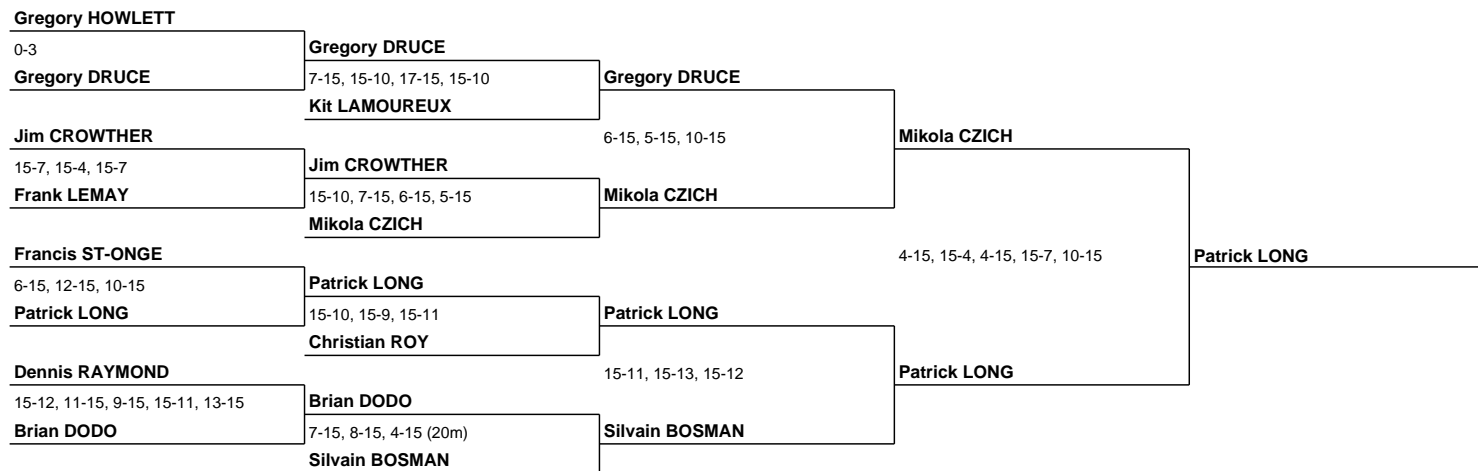 Gregory HOWLETT
0-3
Gregory DRUCE
Gregory DRUCE
7-15, 15-10, 17-15, 15-10
Kit LAMOUREUX
Gregory DRUCE
Jim CROWTHER
15-7, 15-4, 15-7
Frank LEMAY
Jim CROWTHER
15-10, 7-15, 6-15, 5-15
Mikola CZICH
6-15, 5-15, 10-15
Mikola CZICH
Mikola CZICH
Francis ST-ONGE
6-15, 12-15, 10-15
Patrick LONG
Patrick LONG
15-10, 15-9, 15-11
Christian ROY
Patrick LONG
4-15, 15-4, 4-15, 15-7, 10-15
Patrick LONG
Dennis RAYMOND
15-12, 11-15, 9-15, 15-11, 13-15
Brian DODO
Brian DODO
7-15, 8-15, 4-15 (20m)
Silvain BOSMAN
15-11, 15-13, 15-12
Silvain BOSMAN
Patrick LONG